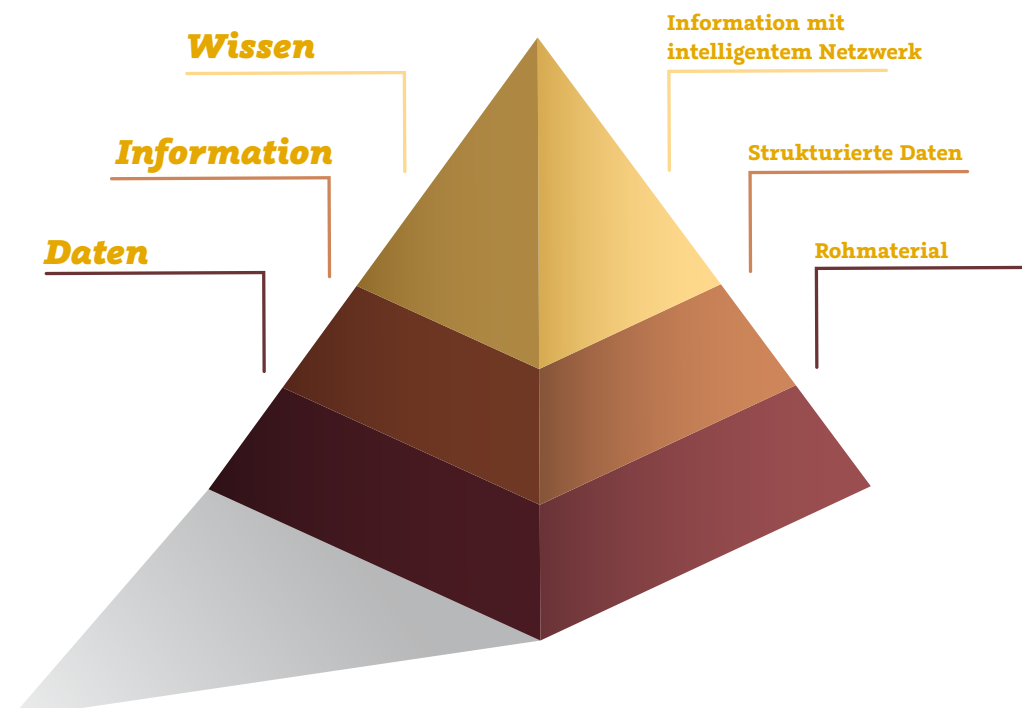 Wissen
Information mit
intelligentem Netzwerk
Information
Strukturierte Daten
Daten
Rohmaterial